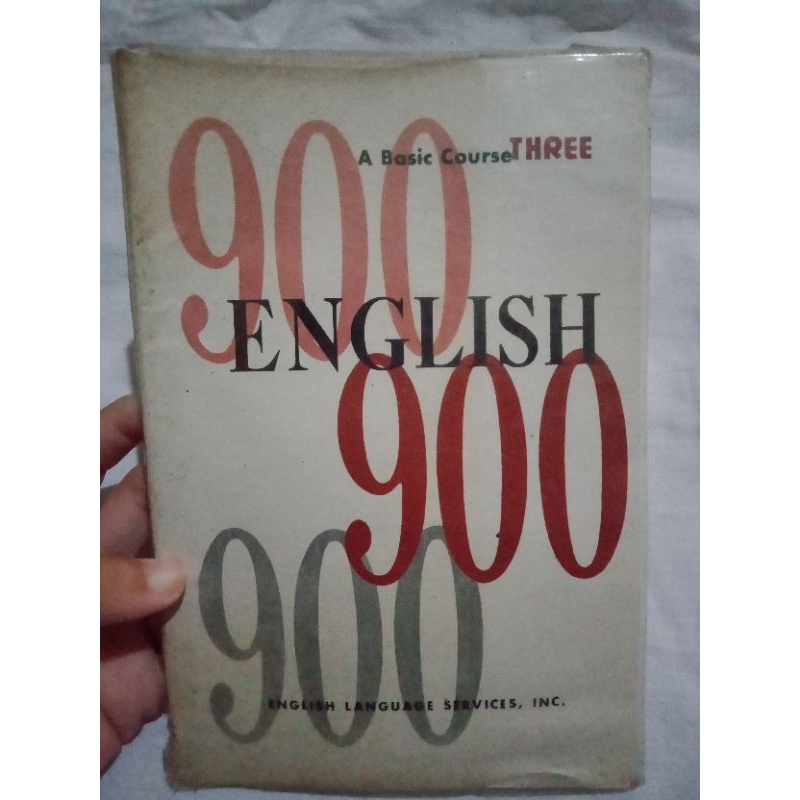 900
A Basic Course THREE
ENGLISH
900
900
ENGLISH LANGUAGE SERVICES, INC.